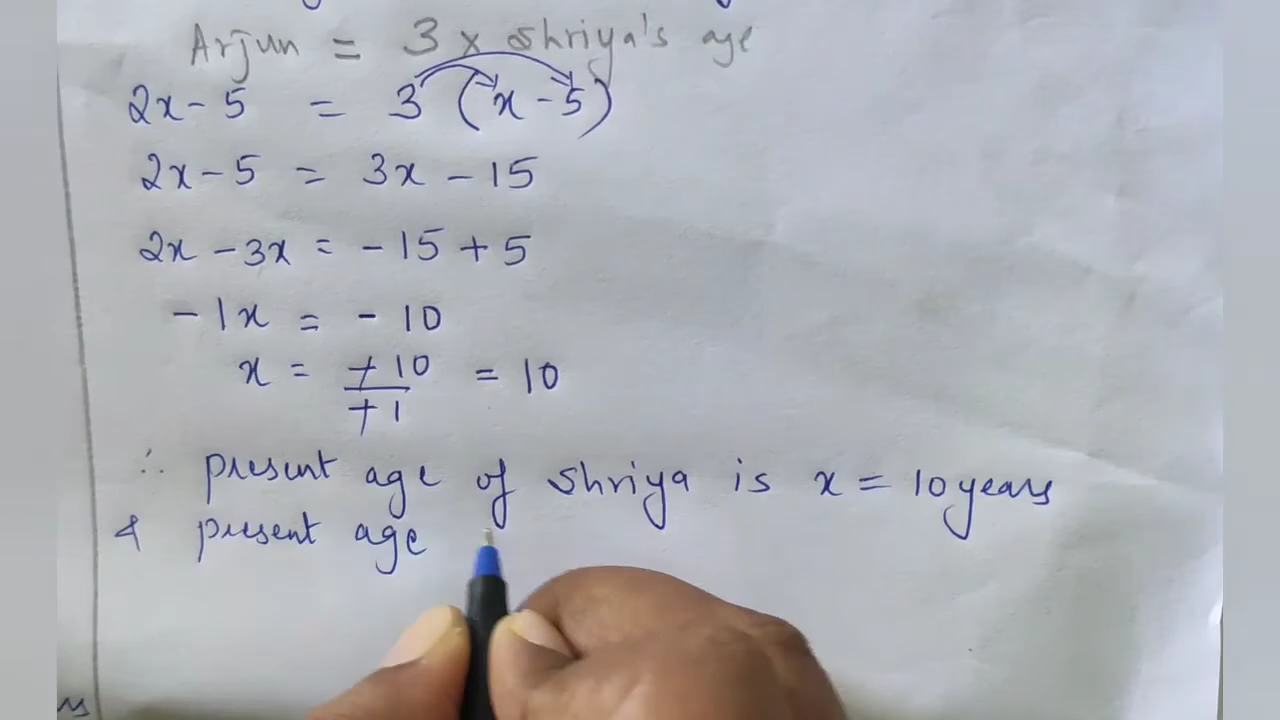 Arjun = 3 x Shriya's age
2x - 5 = 3 (x - 5)
2x - 5 = 3x - 15
2x - 3x = - 15 + 5
- 1x = - 10
x = -10/-1 = 10
∴ present age of Shriya is x = 10 years
& present age